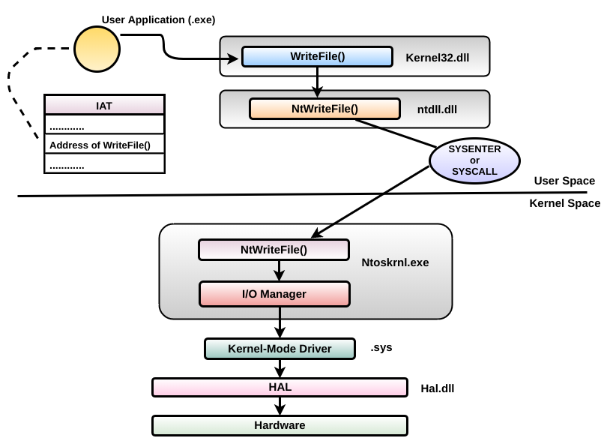 User Application (.exe)
WriteFile()
Kernel32.dll
NtWriteFile()
ntdll.dll
IAT
............
Address of WriteFile()
............
SYSENTER
or
SYSCALL
User Space
Kernel Space
NtWriteFile()
Ntoskrnl.exe
I/O Manager
Kernel-Mode Driver
.sys
HAL
Hal.dll
Hardware